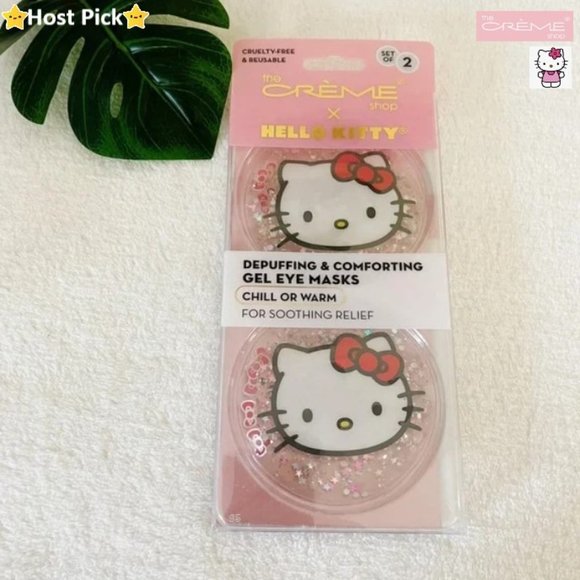 Host Pick
the
CRÈME®
shop
CRUELTY-FREE
& REUSABLE
SET
OF 2
the
CRÈME®
shop
×
HELLO KITTY®
DEPUFFING & COMFORTING
GEL EYE MASKS
CHILL OR WARM
FOR SOOTHING RELIEF